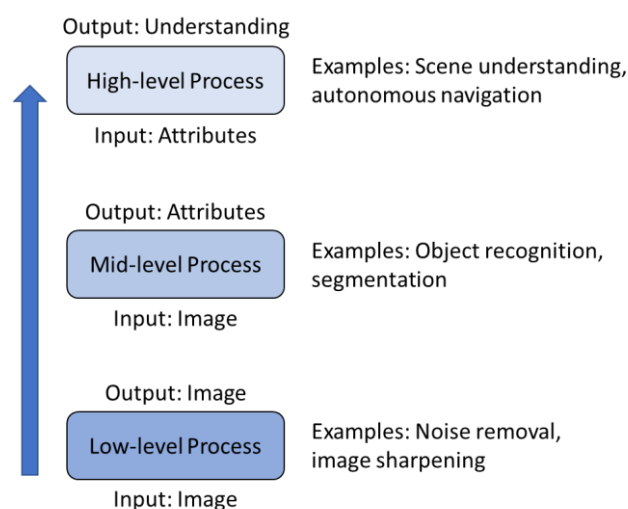 Output: Understanding
High-level Process
Input: Attributes
Examples: Scene understanding,
autonomous navigation
Output: Attributes
Mid-level Process
Input: Image
Examples: Object recognition,
segmentation
Output: Image
Low-level Process
Input: Image
Examples: Noise removal,
image sharpening